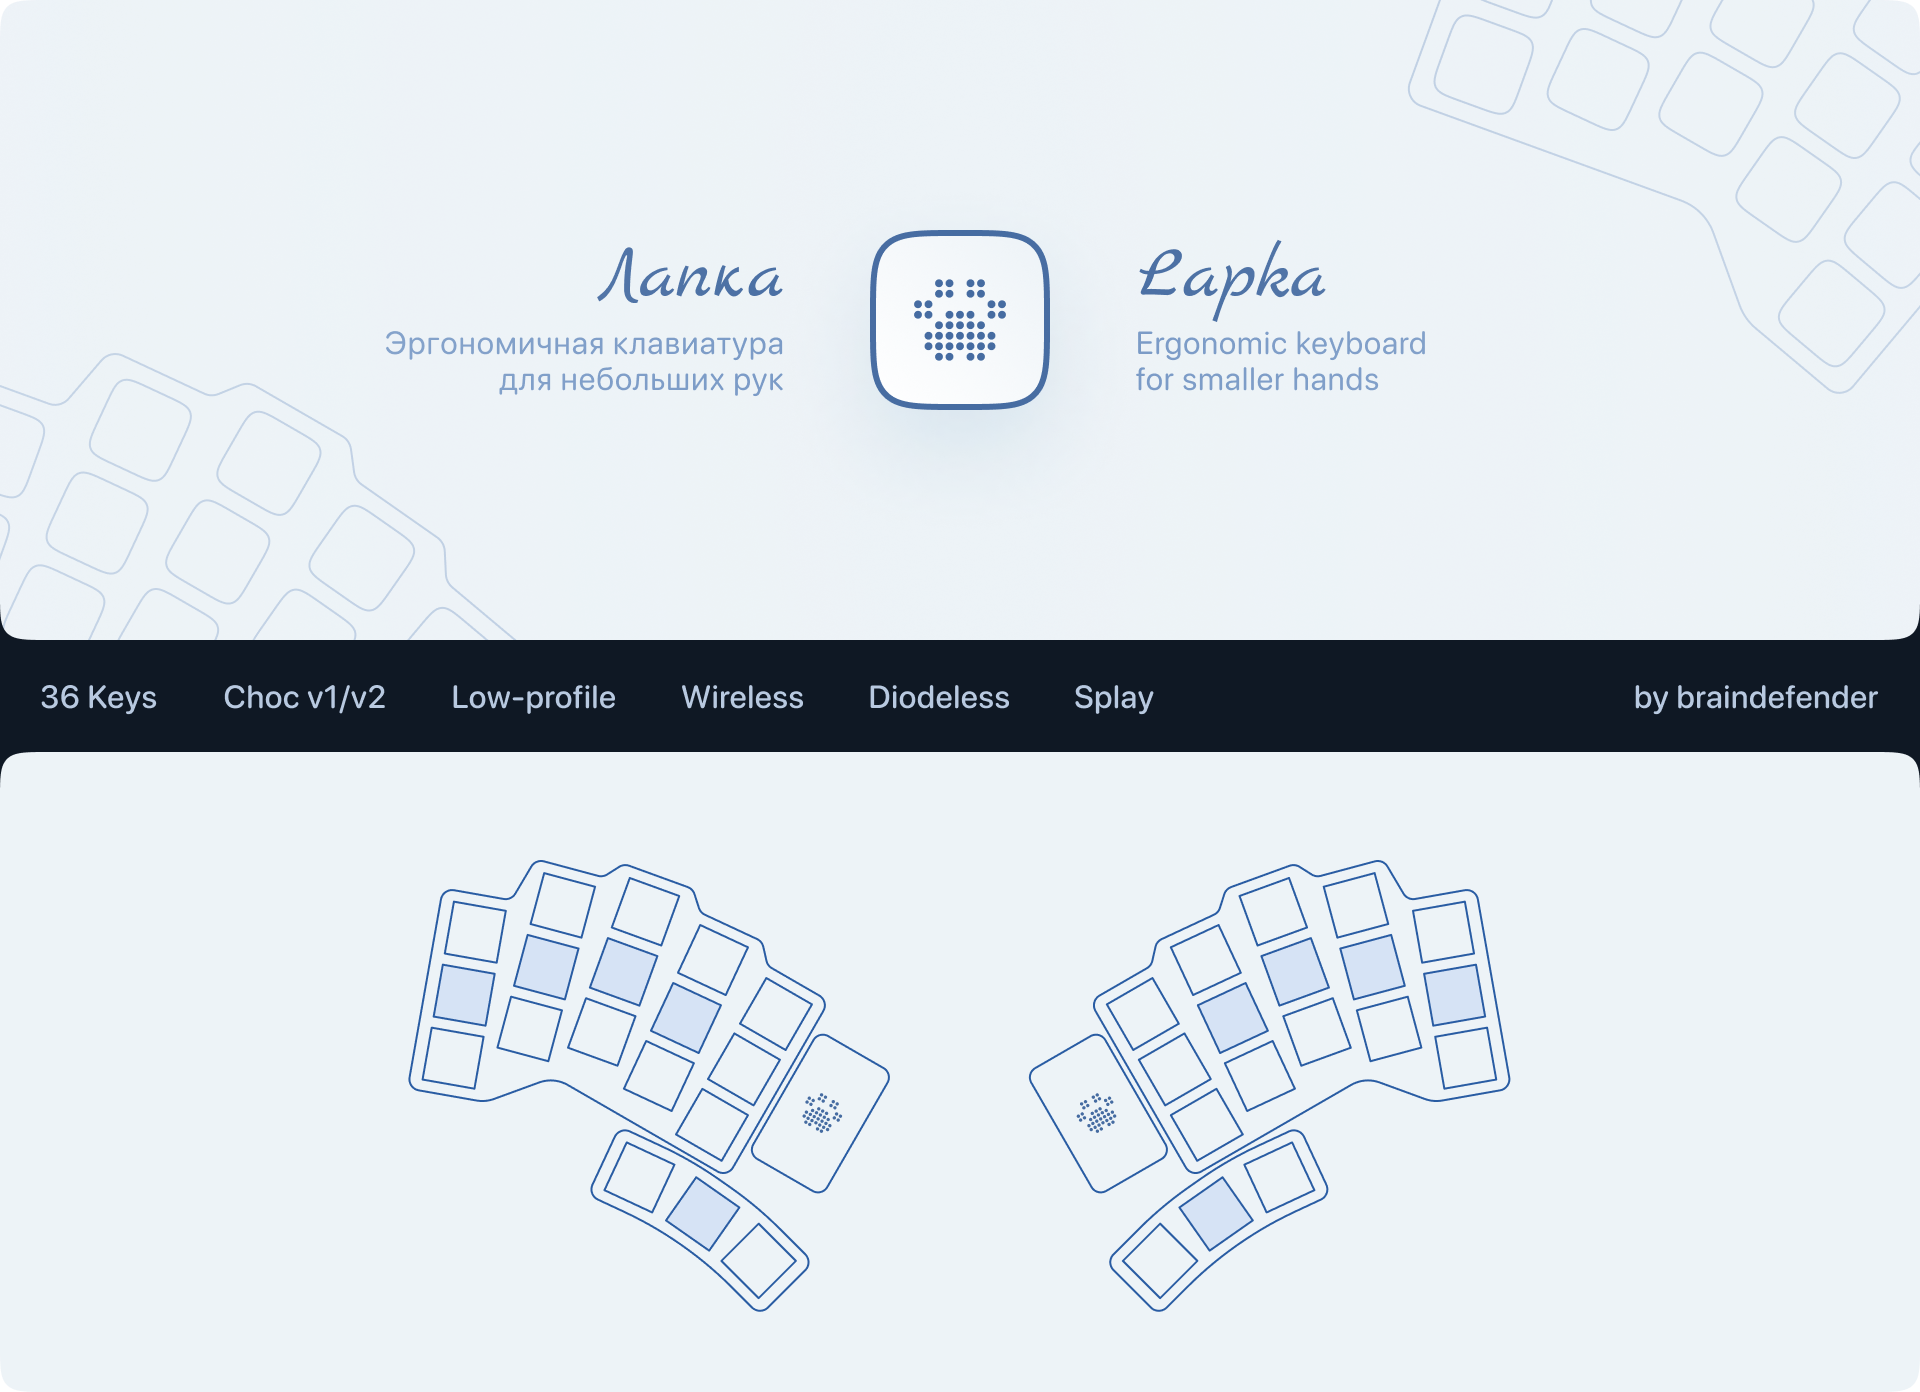 Лапка
Эргономичная клавиатура
для небольших рук
Lapka
Ergonomic keyboard
for smaller hands
36 Keys Choc v1/v2 Low-profile Wireless Diodeless Splay by braindefender